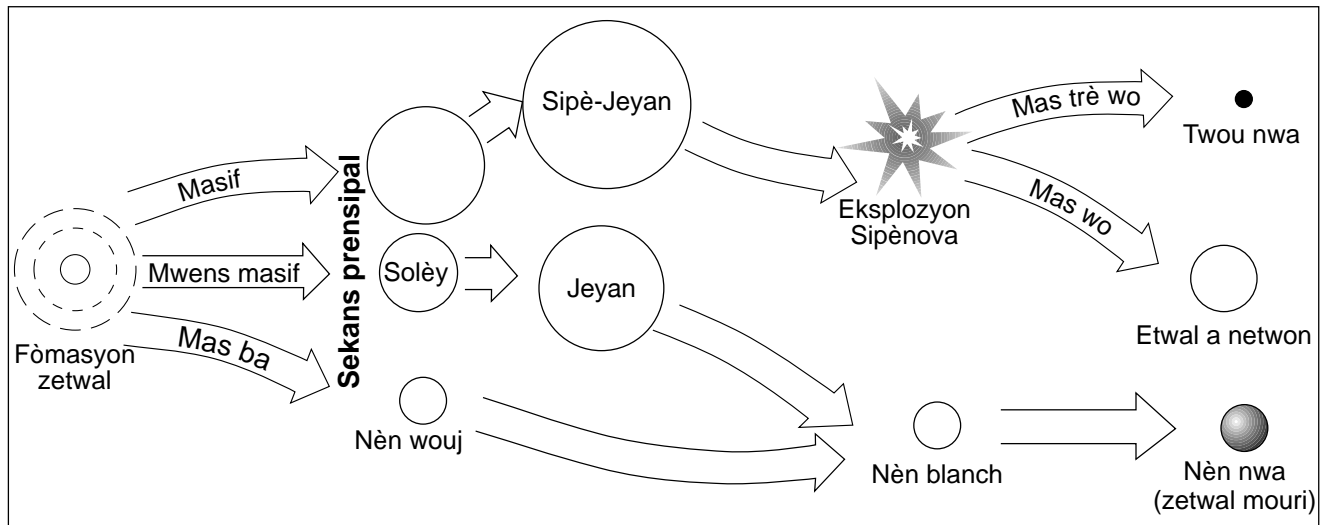 Fòmasyon
zetwal
Masif
Mwens masif
Mas ba
Sekans prensipal
Sipè-Jeyan
Solèy
Jeyan
Nèn wouj
Eksplozyon
Sipènova
Mas trè wo
Mas wo
Twou nwa
Etwal a netwon
Nèn blanch
Nèn nwa
(zetwal mouri)